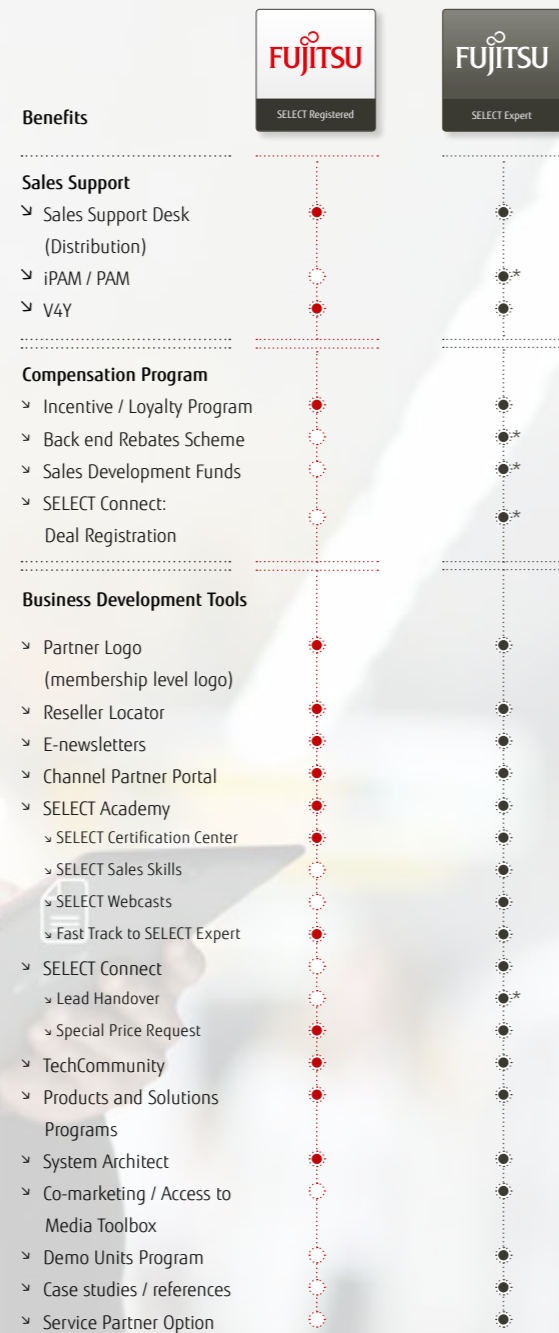 FUJITSU
FUJITSU
SELECT Registered
SELECT Expert
Benefits
Sales Support
Sales Support Desk
(Distribution)
iPAM / PAM
*
V4Y
Compensation Program
Incentive / Loyalty Program
Back end Rebates Scheme
*
Sales Development Funds
*
SELECT Connect:
*
Deal Registration
Business Development Tools
Partner Logo
(membership level logo)
Reseller Locator
E-newsletters
Channel Partner Portal
SELECT Academy
SELECT Certification Center
SELECT Sales Skills
SELECT Webcasts
Fast Track to SELECT Expert
SELECT Connect
Lead Handover
*
Special Price Request
TechCommunity
Products and Solutions
Programs
System Architect
Co-marketing / Access to
Media Toolbox
Demo Units Program
Case studies / references
Service Partner Option